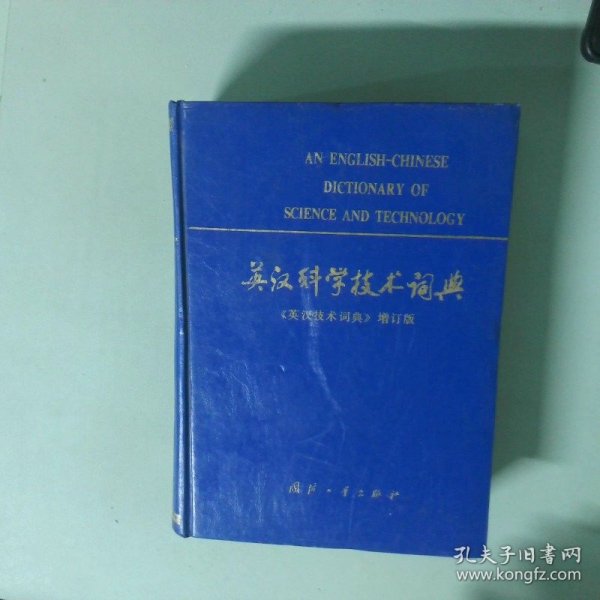 AN ENGLISH-CHINESE
DICTIONARY OF
SCIENCE AND TECHNOLOGY
英汉科学技术词典
《英汉技术词典》增订版
国防工业出版社
孔夫子旧书网
www.kongfz.com